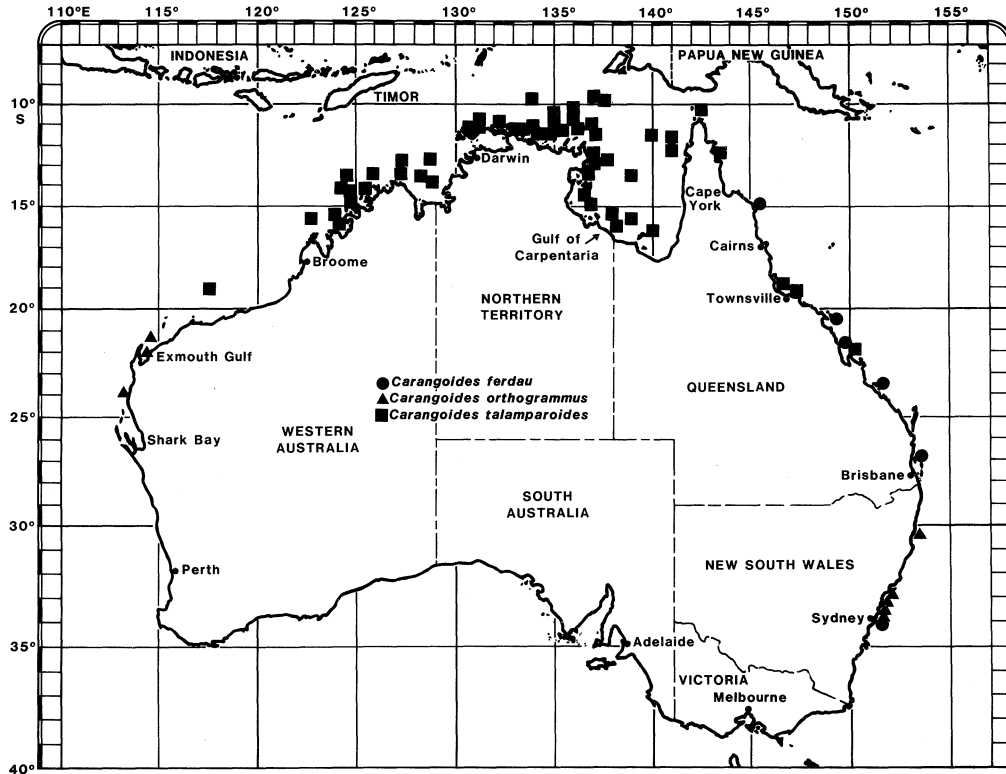 110° 115° 120° 125° 130° 135° 140° 145° 150° 155°
INDONESIA
PAPUA NEW GUINEA
TIMOR
10°
S
Darwin
15°
Cape
York
Gulf of
Carpentaria
Cairns
Broome
20°
NORTHERN
TERRITORY
Townsville
Exmouth Gulf
Carangoides ferdau
Carangoides orthogrammus
Carangoides talamparoides
QUEENSLAND
25°
WESTERN
AUSTRALIA
Shark Bay
Brisbane
SOUTH
AUSTRALIA
30°
NEW SOUTH WALES
Perth
Sydney
35°
Adelaide
VICTORIA
Melbourne
40°